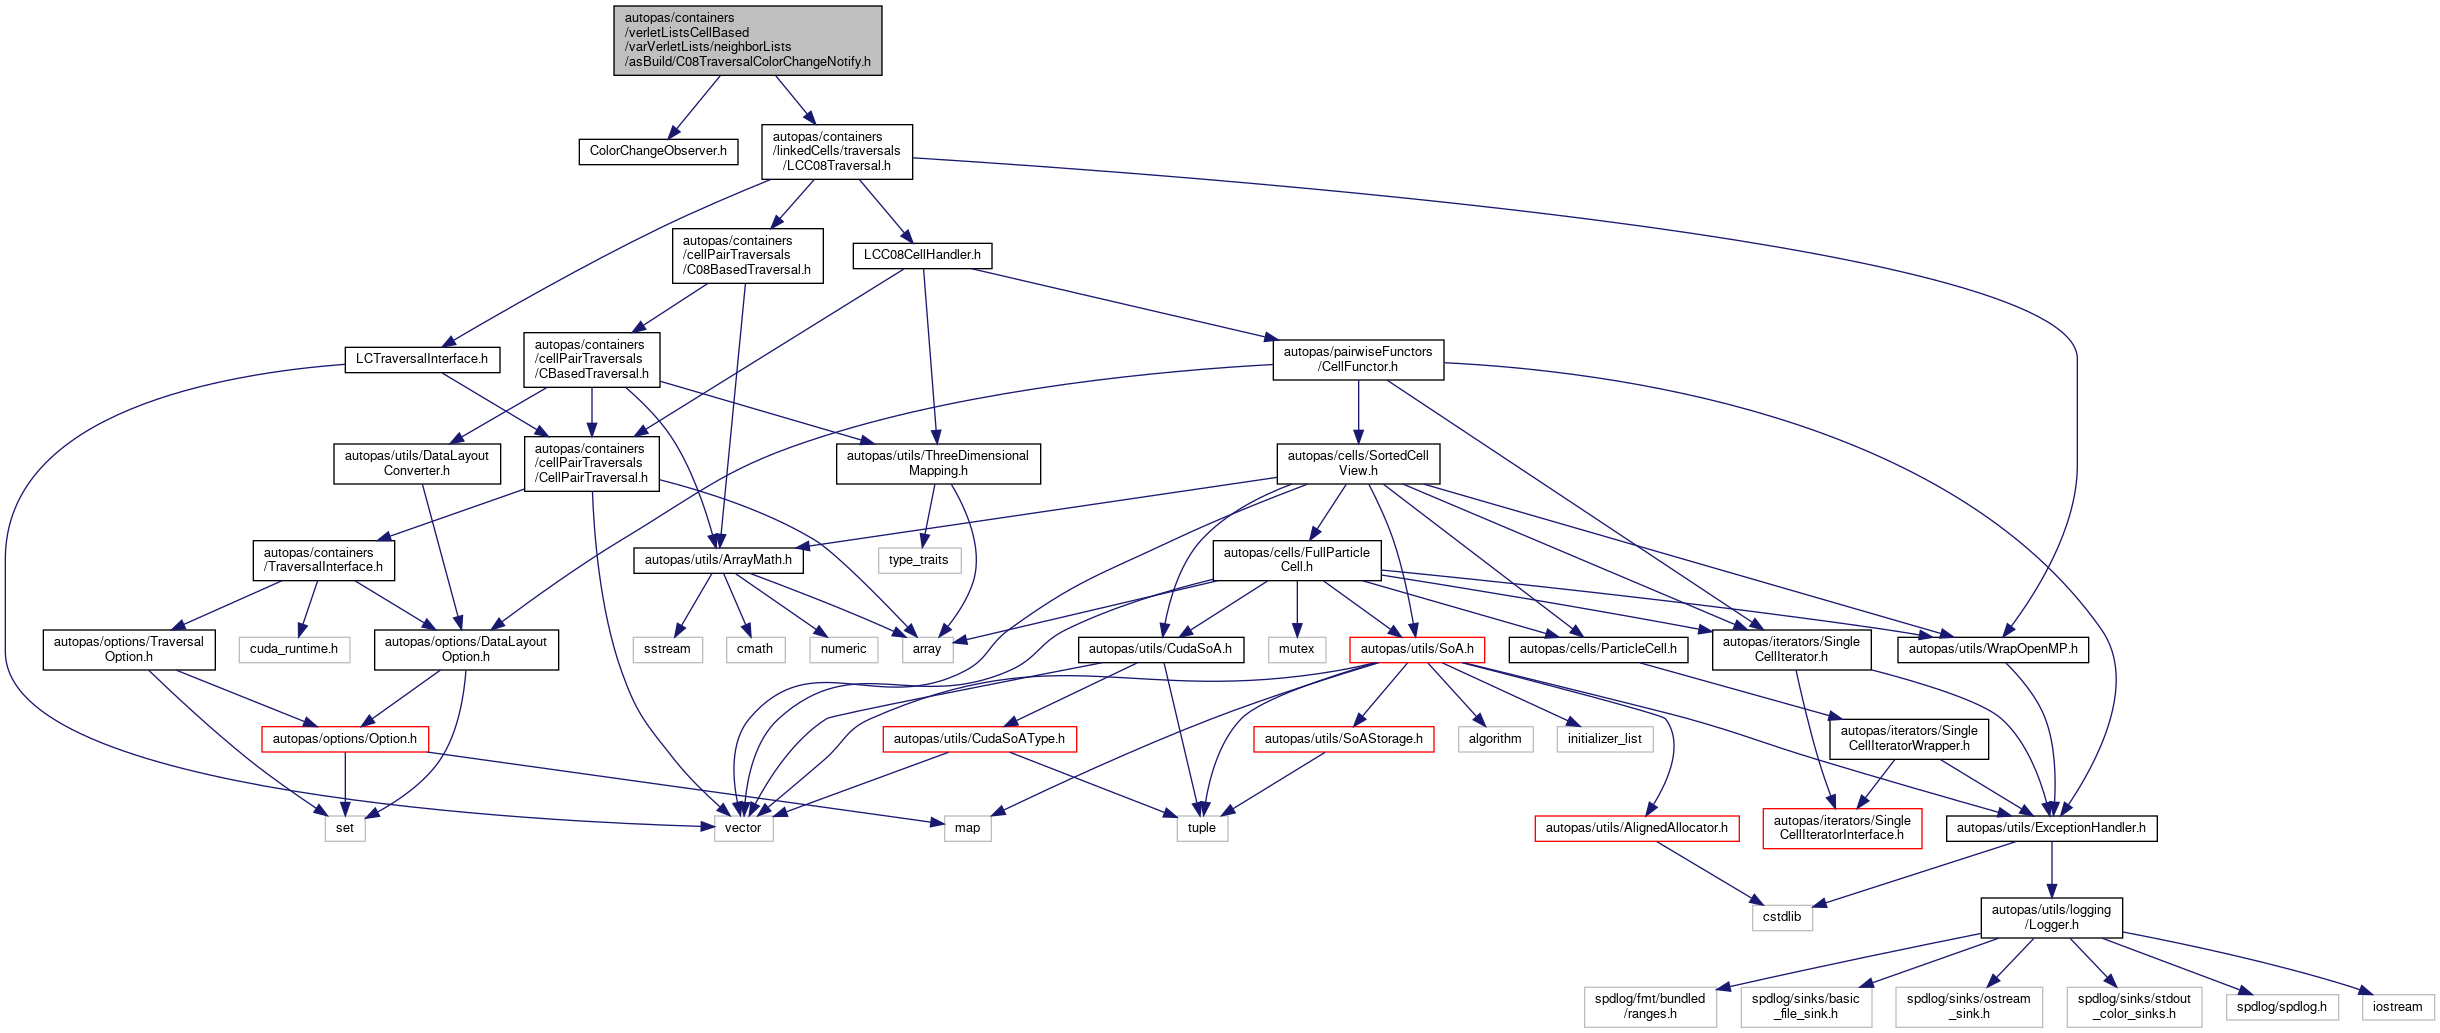 autopas/containers
/verletListsCellBased
/varVerletLists/neighborLists
/asBuild/C08TraversalColorChangeNotify.h
ColorChangeObserver.h
autopas/containers
/linkedCells/traversals
/LCC08Traversal.h
autopas/containers
/cellPairTraversals
/C08BasedTraversal.h
LCC08CellHandler.h
LCTraversalInterface.h
autopas/containers
/cellPairTraversals
/CBasedTraversal.h
autopas/pairwiseFunctors
/CellFunctor.h
autopas/utils/DataLayout
Converter.h
autopas/containers
/cellPairTraversals
/CellPairTraversal.h
autopas/utils/ThreeDimensional
Mapping.h
autopas/cells/SortedCell
View.h
autopas/containers
/TraversalInterface.h
autopas/utils/ArrayMath.h
type_traits
autopas/cells/FullParticle
Cell.h
autopas/options/Traversal
Option.h
cuda_runtime.h
autopas/options/DataLayout
Option.h
sstream
cmath
numeric
array
autopas/utils/CudaSoA.h
mutex
autopas/utils/SoA.h
autopas/cells/ParticleCell.h
autopas/iterators/Single
CellIterator.h
autopas/utils/WrapOpenMP.h
autopas/options/Option.h
autopas/utils/CudaSoAType.h
autopas/utils/SoAStorage.h
algorithm
initializer_list
autopas/iterators/Single
CellIteratorWrapper.h
set
vector
map
tuple
autopas/utils/AlignedAllocator.h
autopas/iterators/Single
CellIteratorInterface.h
autopas/utils/ExceptionHandler.h
cstdlib
autopas/utils/logging
/Logger.h
spdlog/fmt/bundled
/ranges.h
spdlog/sinks/basic
_file_sink.h
spdlog/sinks/ostream
_sink.h
spdlog/sinks/stdout
_color_sinks.h
spdlog/spdlog.h
iostream